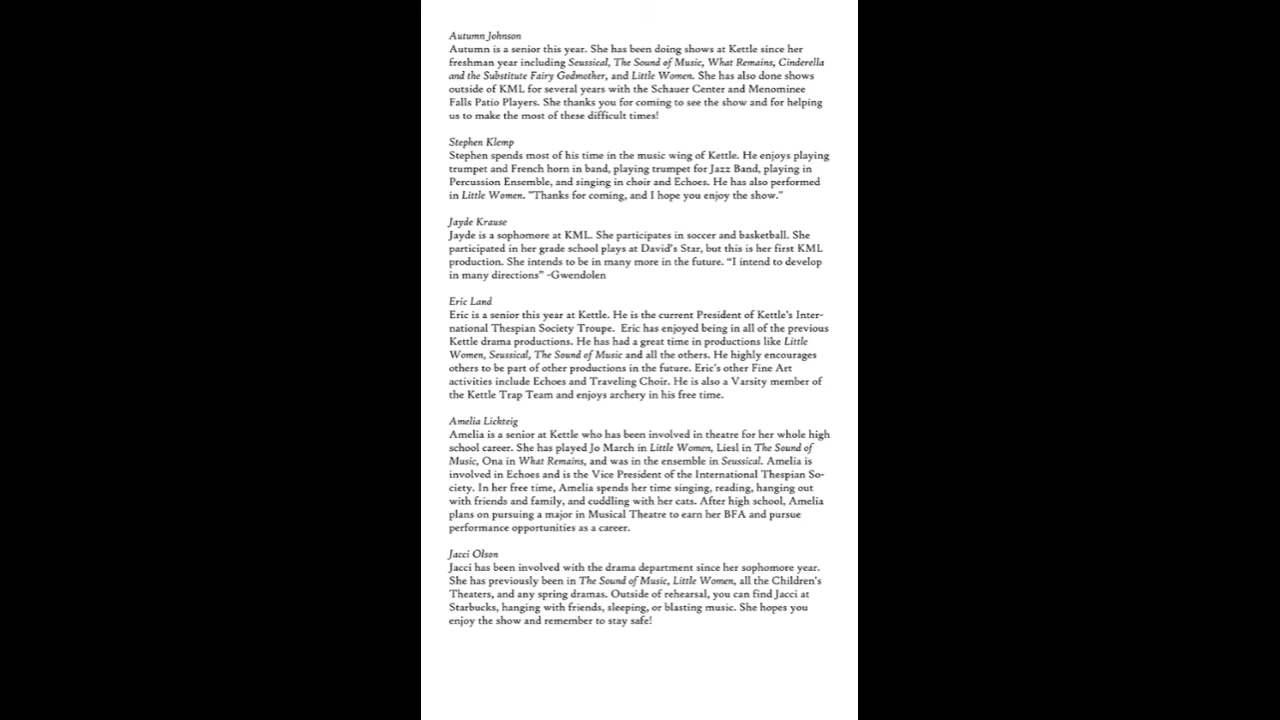 Autumn Johnson
Autumn is a senior this year. She has been doing shows at Kettle since her
freshman year including Seussical, The Sound of Music, What Remains, Cinderella
and the Substitute Fairy Godmother, and Little Women. She has also done shows
outside of KML for several years with the Schauer Center and Menominee
Falls Patio Players. She thanks you for coming to see the show and for helping
us to make the most of these difficult times!
Stephen Klemp
Stephen spends most of his time in the music wing of Kettle. He enjoys playing
trumpet and French horn in band, playing trumpet for Jazz Band, playing in
Percussion Ensemble, and singing in choir and Echoes. He has also performed
in Little Women. "Thanks for coming, and I hope you enjoy the show."
Jayde Krause
Jayde is a sophomore at KML. She participates in soccer and basketball. She
participated in her grade school plays at David's Star, but this is her first KML
production. She intends to be in many more in the future. “I intend to develop
in many directions” -Gwendolen
Eric Land
Eric is a senior this year at Kettle. He is the current President of Kettle's Inter-
national Thespian Society Troupe.  Eric has enjoyed being in all of the previous
Kettle drama productions. He has had a great time in productions like Little
Women, Seussical, The Sound of Music and all the others. He highly encourages
others to be part of other productions in the future. Eric's other Fine Art
activities include Echoes and Traveling Choir. He is also a Varsity member of
the Kettle Trap Team and enjoys archery in his free time.
Amelia Lichteig
Amelia is a senior at Kettle who has been involved in theatre for her whole high
school career. She has played Jo March in Little Women, Liesl in The Sound of
Music, Ona in What Remains, and was in the ensemble in Seussical. Amelia is
involved in Echoes and is the Vice President of the International Thespian So-
ciety. In her free time, Amelia spends her time singing, reading, hanging out
with friends and family, and cuddling with her cats. After high school, Amelia
plans on pursuing a major in Musical Theatre to earn her BFA and pursue
performance opportunities as a career.
Jacci Olson
Jacci has been involved with the drama department since her sophomore year.
She has previously been in The Sound of Music, Little Women, all the Children's
Theaters, and any spring dramas. Outside of rehearsal, you can find Jacci at
Starbucks, hanging with friends, sleeping, or blasting music. She hopes you
enjoy the show and remember to stay safe!